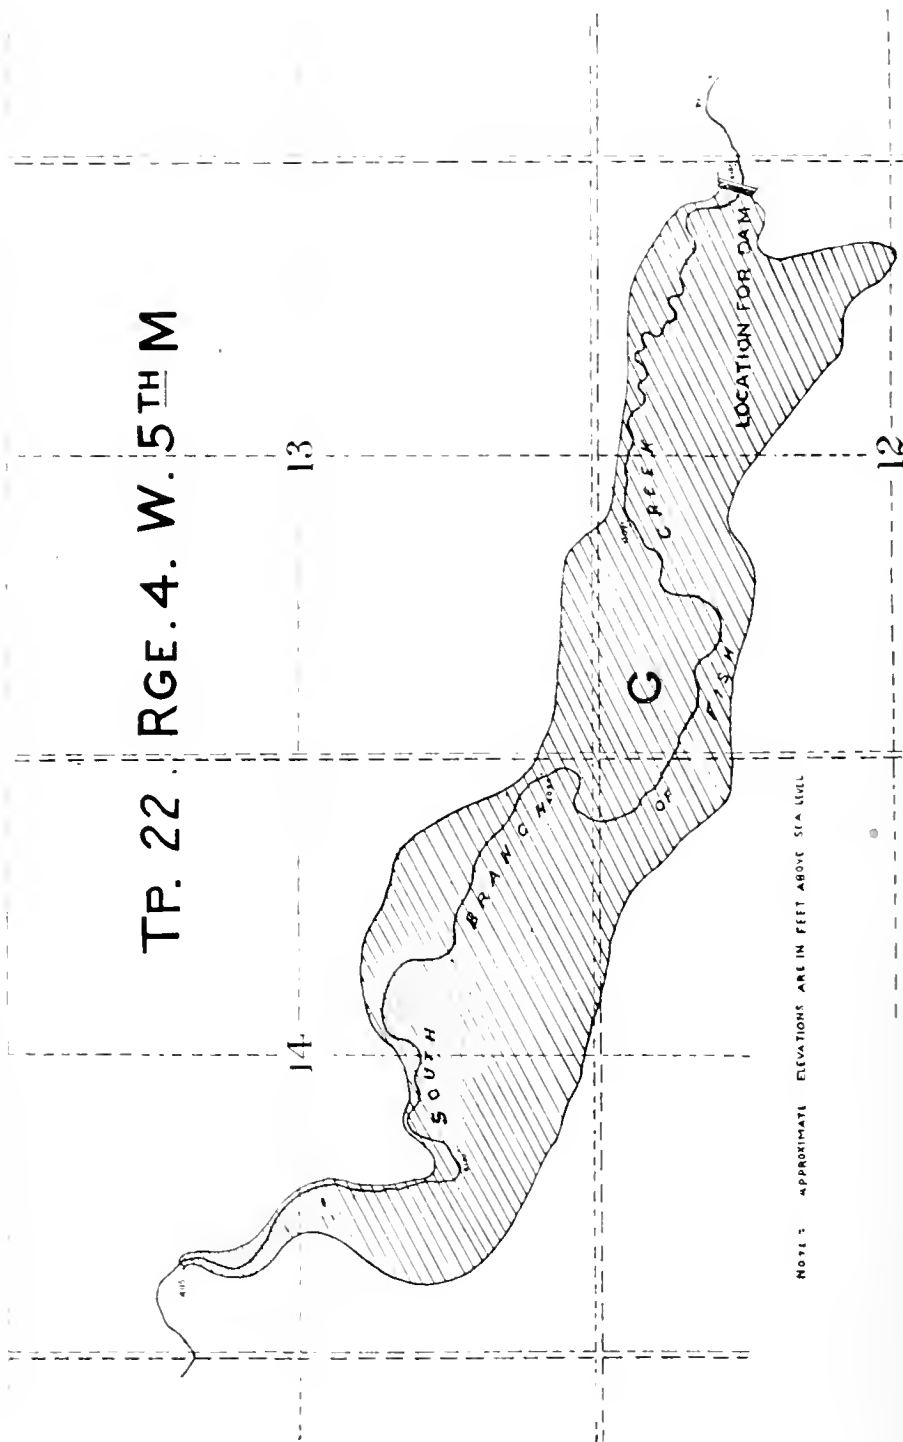 TP. 22. RGE. 4. W. 5TH M
14
13
12
SOUTH
BRANCH
OF
FISH
CREEK
G
LOCATION FOR DAM
NOTE: APPROXIMATE ELEVATIONS ARE IN FEET ABOVE SEA LEVEL